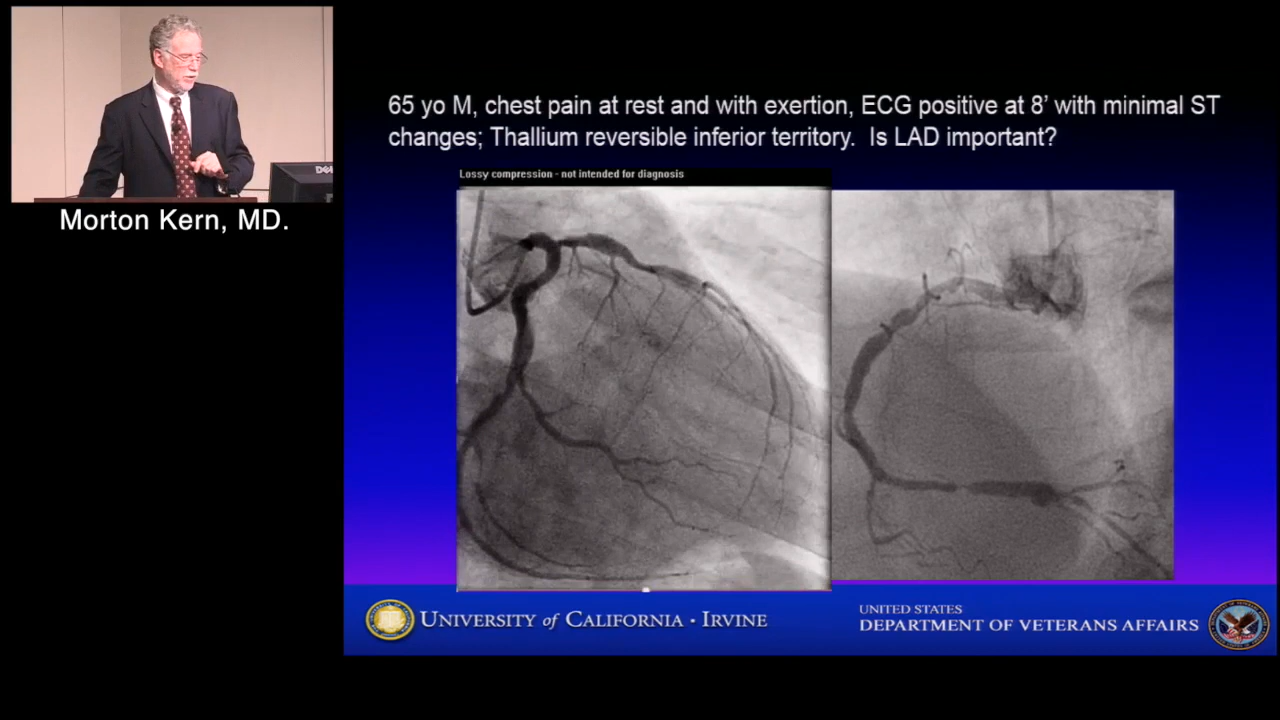 65 yo M, chest pain at rest and with exertion, ECG positive at 8’ with minimal ST
changes; Thallium reversible inferior territory.  Is LAD important?
Lossy compression - not intended for diagnosis
DELL
Morton Kern, MD.
UNIVERSITY of CALIFORNIA • IRVINE
UNITED STATES
DEPARTMENT OF VETERANS AFFAIRS